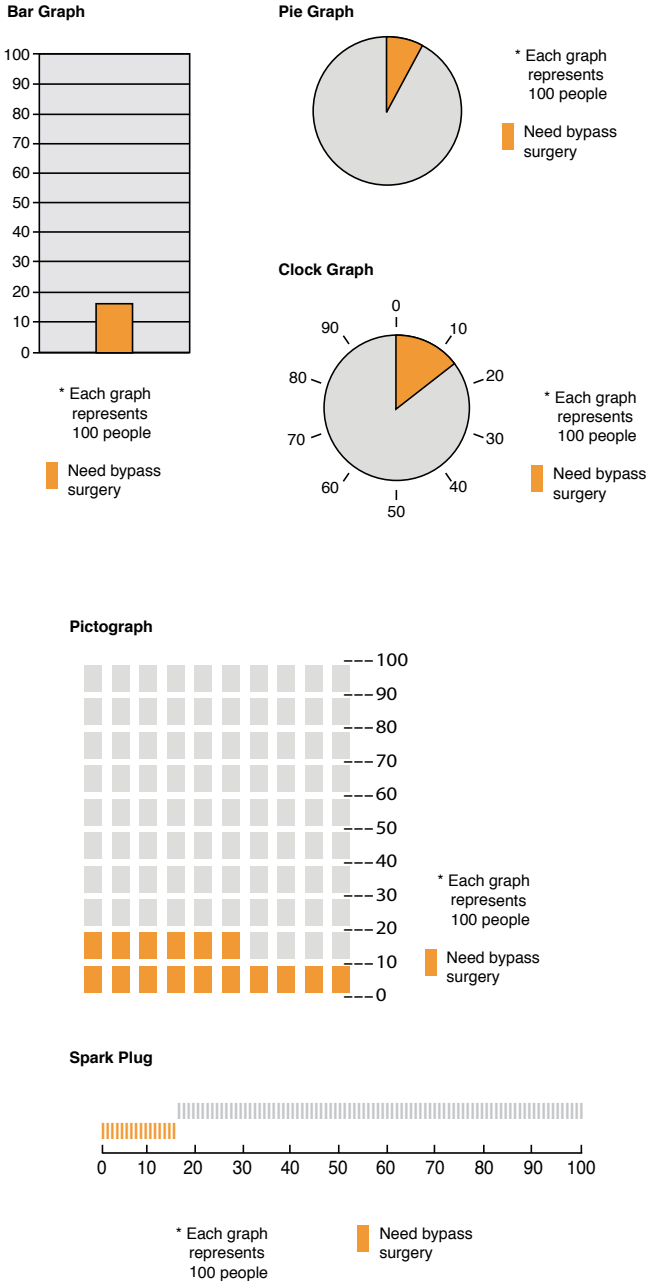 Bar Graph
100
90
80
70
60
50
40
30
20
10
0
* Each graph
represents
100 people
Need bypass
surgery
Pie Graph
* Each graph
represents
100 people
Need bypass
surgery
Clock Graph
0
10
20
30
40
50
60
70
80
90
* Each graph
represents
100 people
Need bypass
surgery
Pictograph
100
90
80
70
60
50
40
30
20
10
0
* Each graph
represents
100 people
Need bypass
surgery
Spark Plug
0 10 20 30 40 50 60 70 80 90 100
* Each graph
represents
100 people
Need bypass
surgery